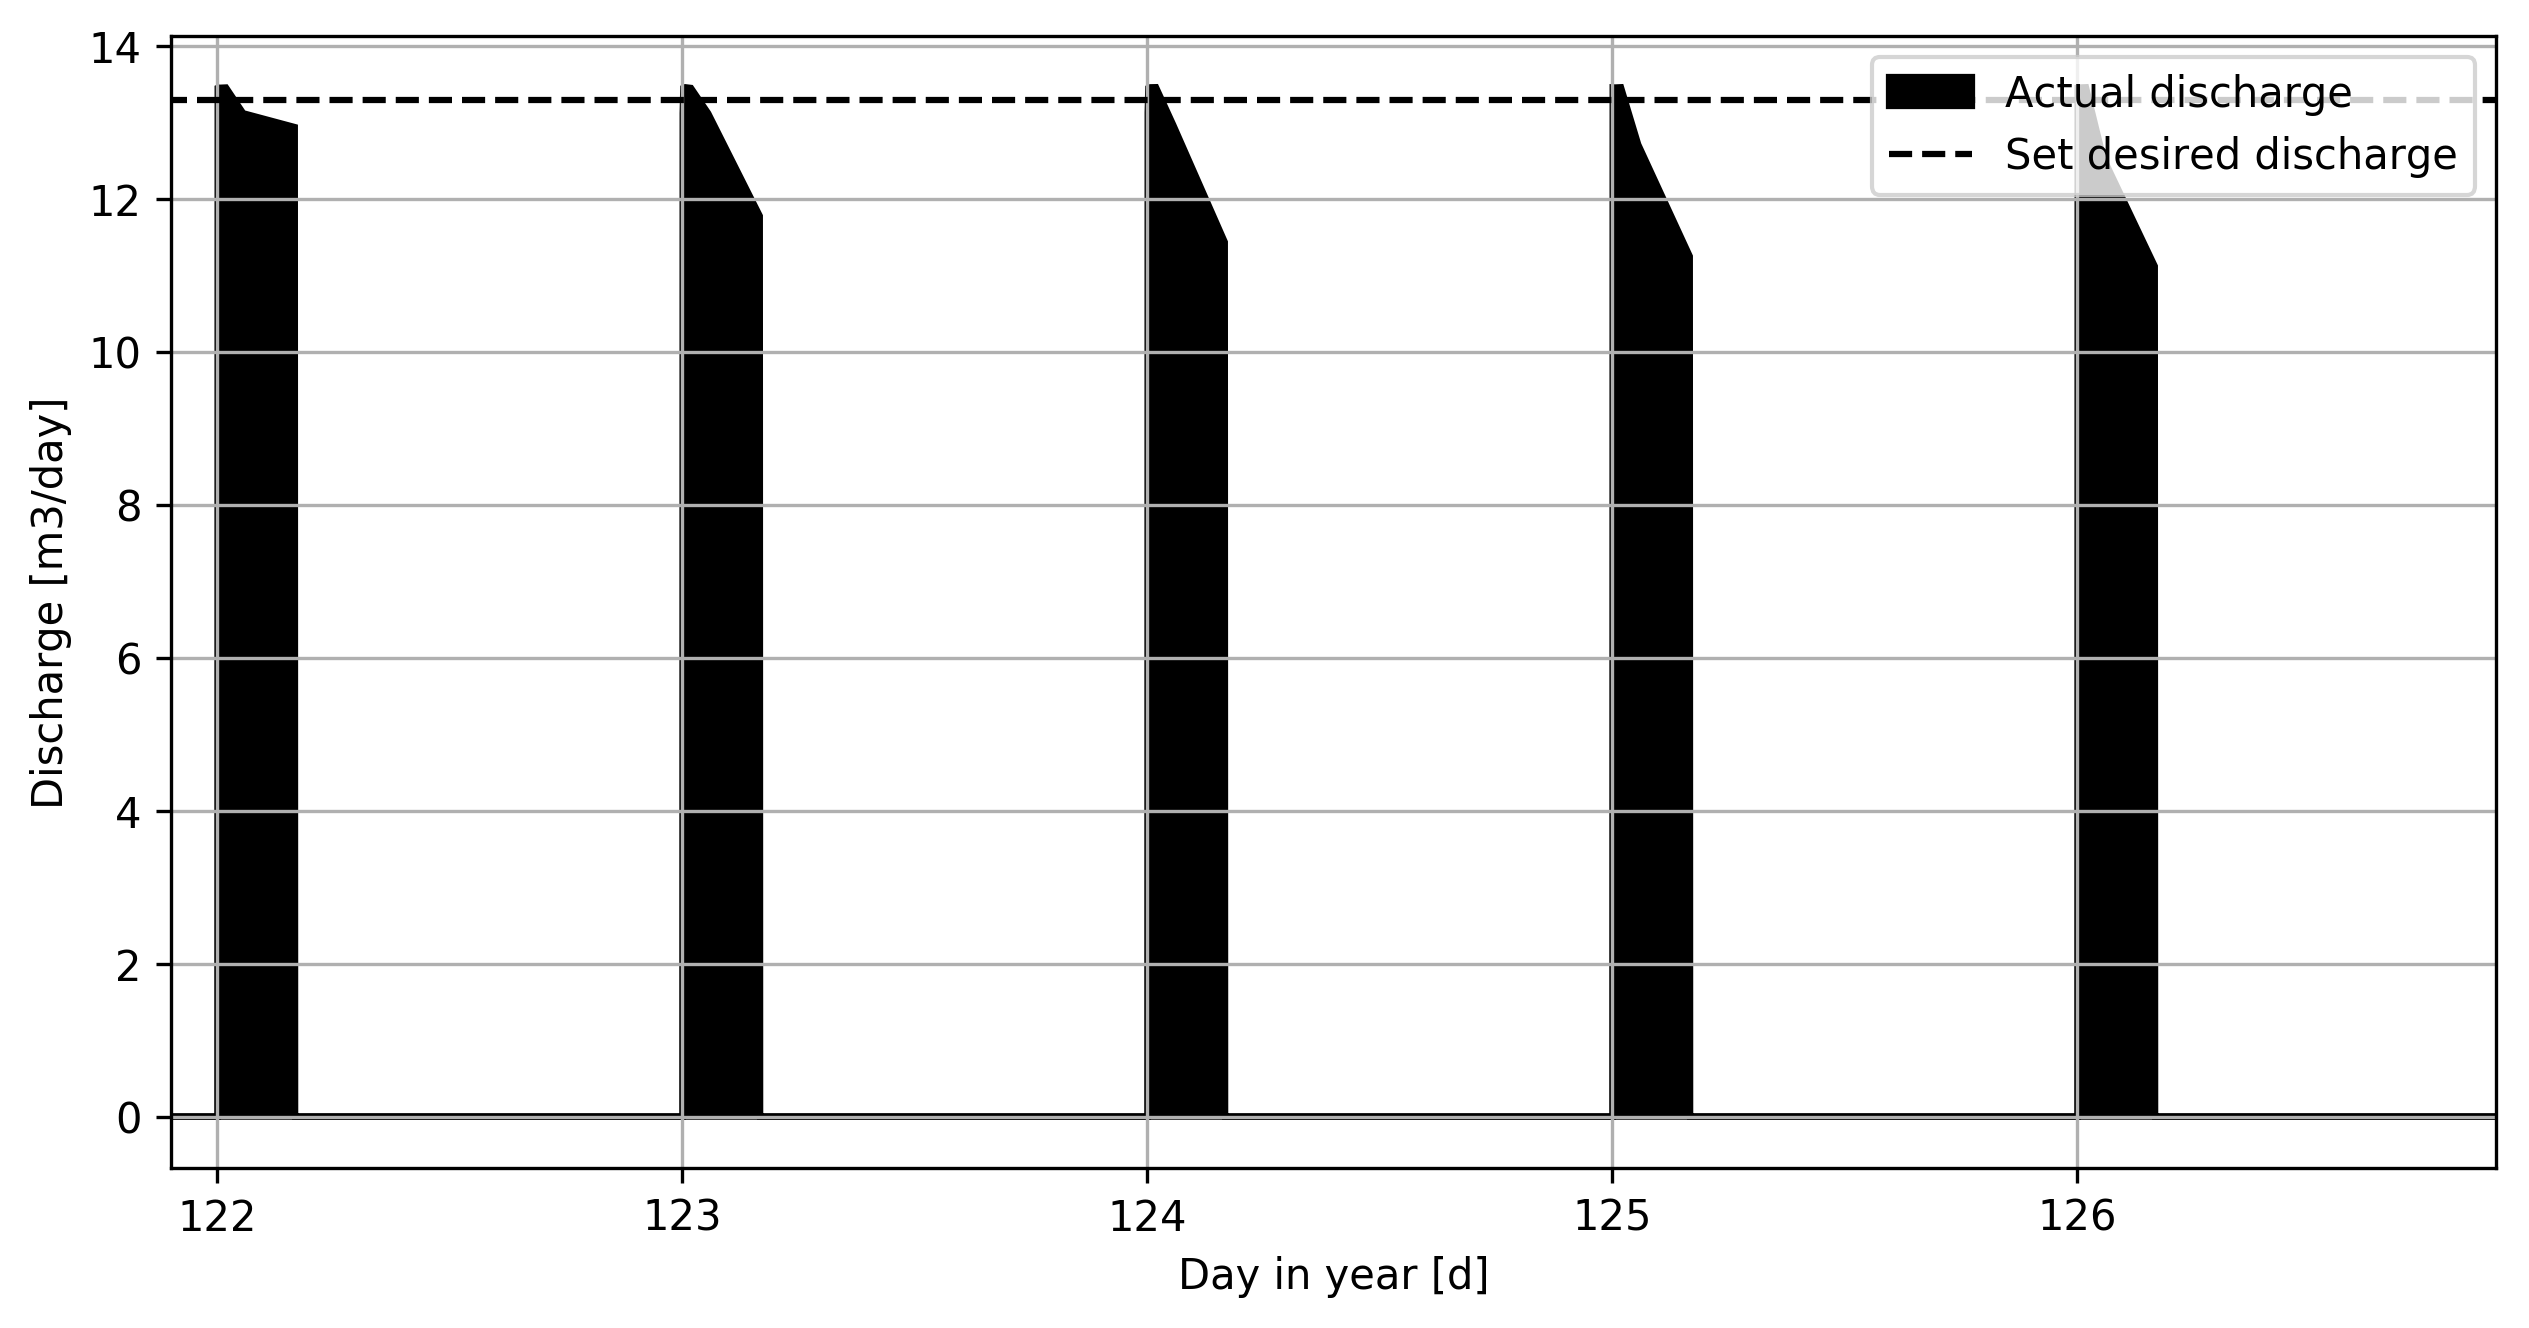 14
12
10
8
6
4
2
0
Discharge [m3/day]
Actual discharge
Set desired discharge
122 123 124 125 126
Day in year [d]